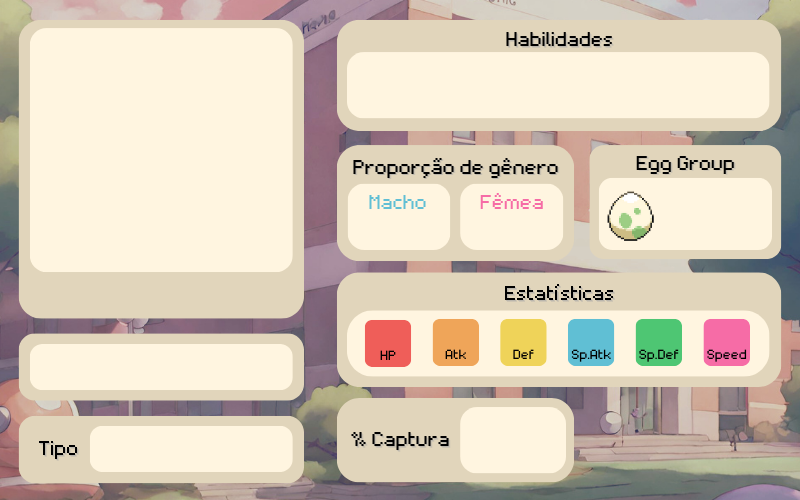 Habilidades
Proporção de gênero
Macho
Fêmea
Egg Group
Estatísticas
HP
Atk
Def
Sp.Atk
Sp.Def
Speed
Tipo
% Captura